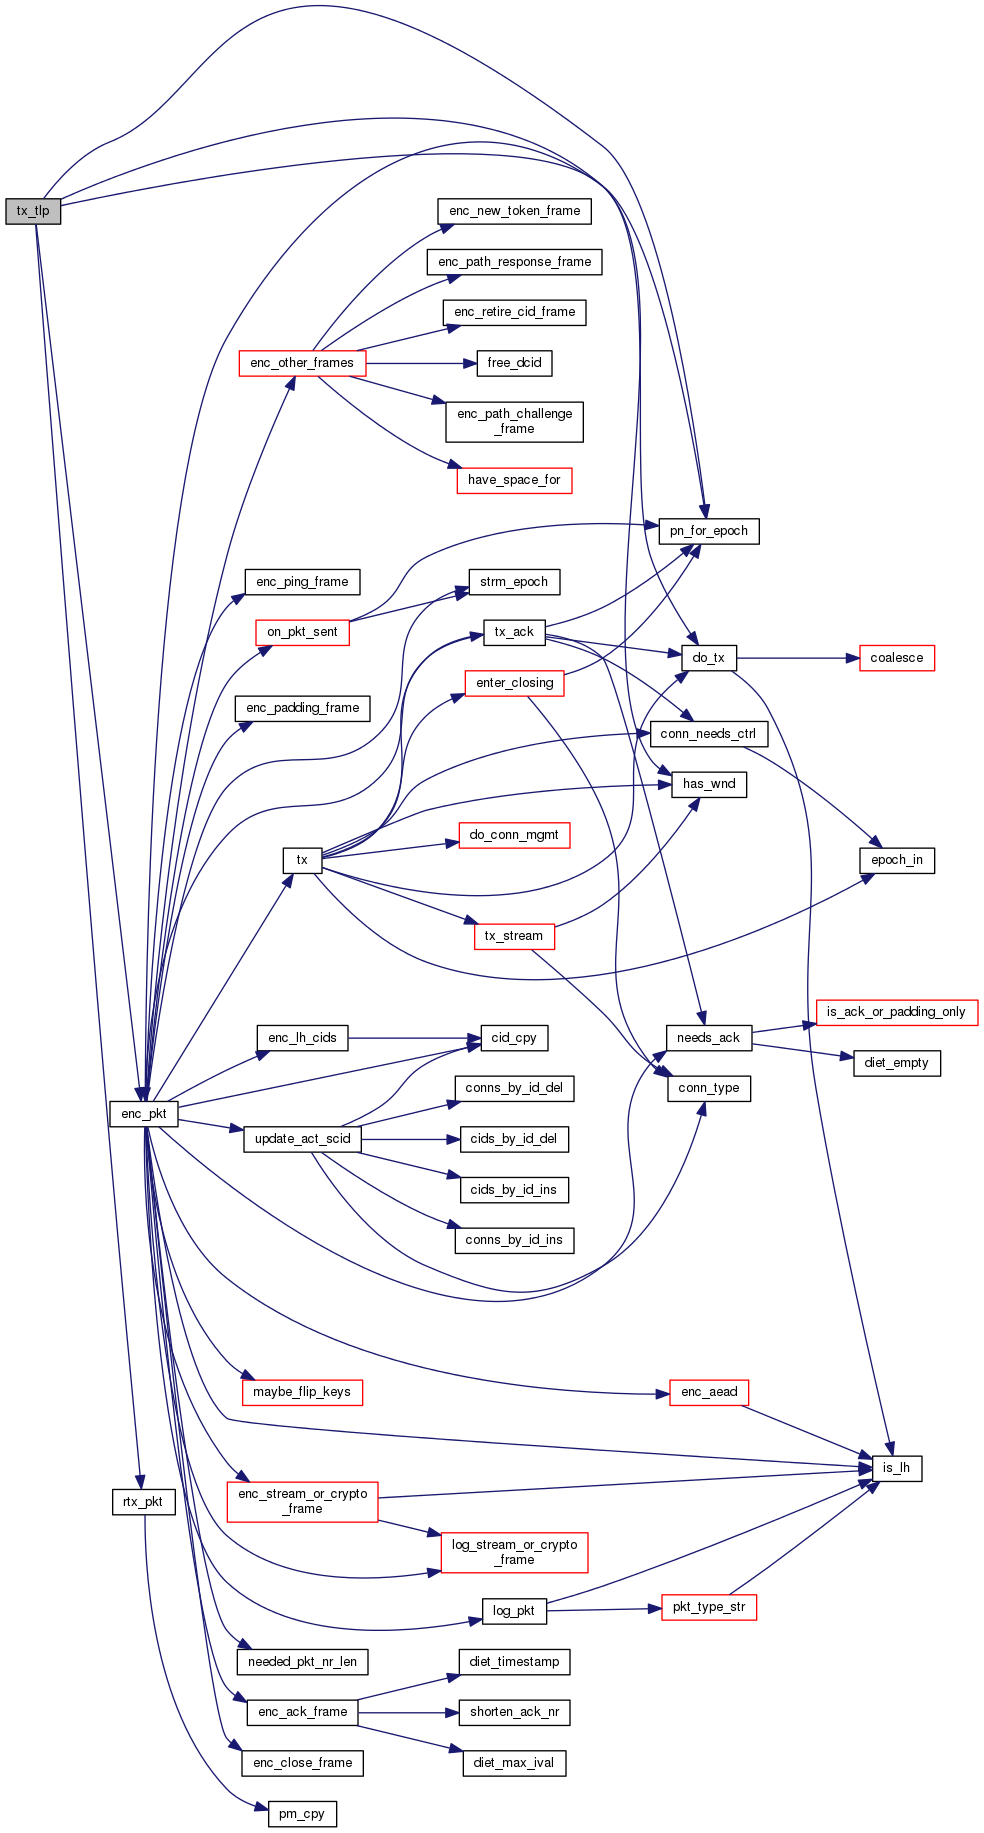 tx_tlp
enc_new_token_frame
enc_path_response_frame
enc_retire_cid_frame
enc_other_frames
free_dcid
enc_path_challenge
_frame
have_space_for
pn_for_epoch
enc_ping_frame
strm_epoch
on_pkt_sent
tx_ack
do_tx
coalesce
enter_closing
enc_padding_frame
conn_needs_ctrl
has_wnd
do_conn_mgmt
tx
epoch_in
tx_stream
is_ack_or_padding_only
enc_lh_cids
cid_cpy
needs_ack
diet_empty
conns_by_id_del
conn_type
enc_pkt
update_act_scid
cids_by_id_del
cids_by_id_ins
conns_by_id_ins
maybe_flip_keys
enc_aead
is_lh
rtx_pkt
enc_stream_or_crypto
_frame
log_stream_or_crypto
_frame
log_pkt
pkt_type_str
needed_pkt_nr_len
diet_timestamp
enc_ack_frame
shorten_ack_nr
enc_close_frame
diet_max_ival
pm_cpy